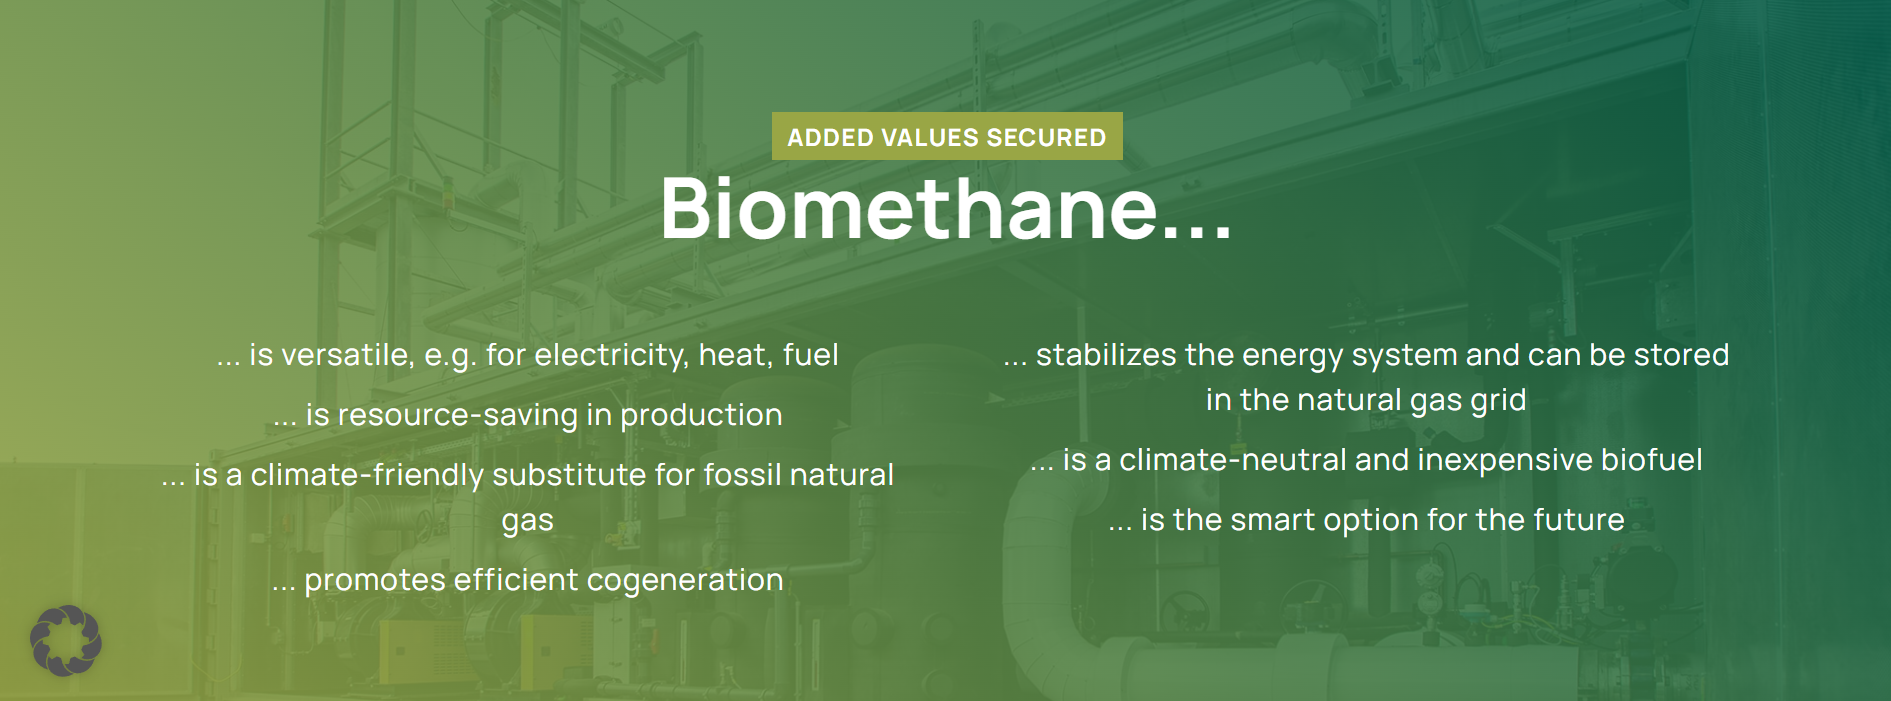 ADDED VALUES SECURED
Biomethane...
... is versatile, e.g. for electricity, heat, fuel
... is resource-saving in production
... is a climate-friendly substitute for fossil natural
gas
... promotes efficient cogeneration
... stabilizes the energy system and can be stored
in the natural gas grid
... is a climate-neutral and inexpensive biofuel
... is the smart option for the future